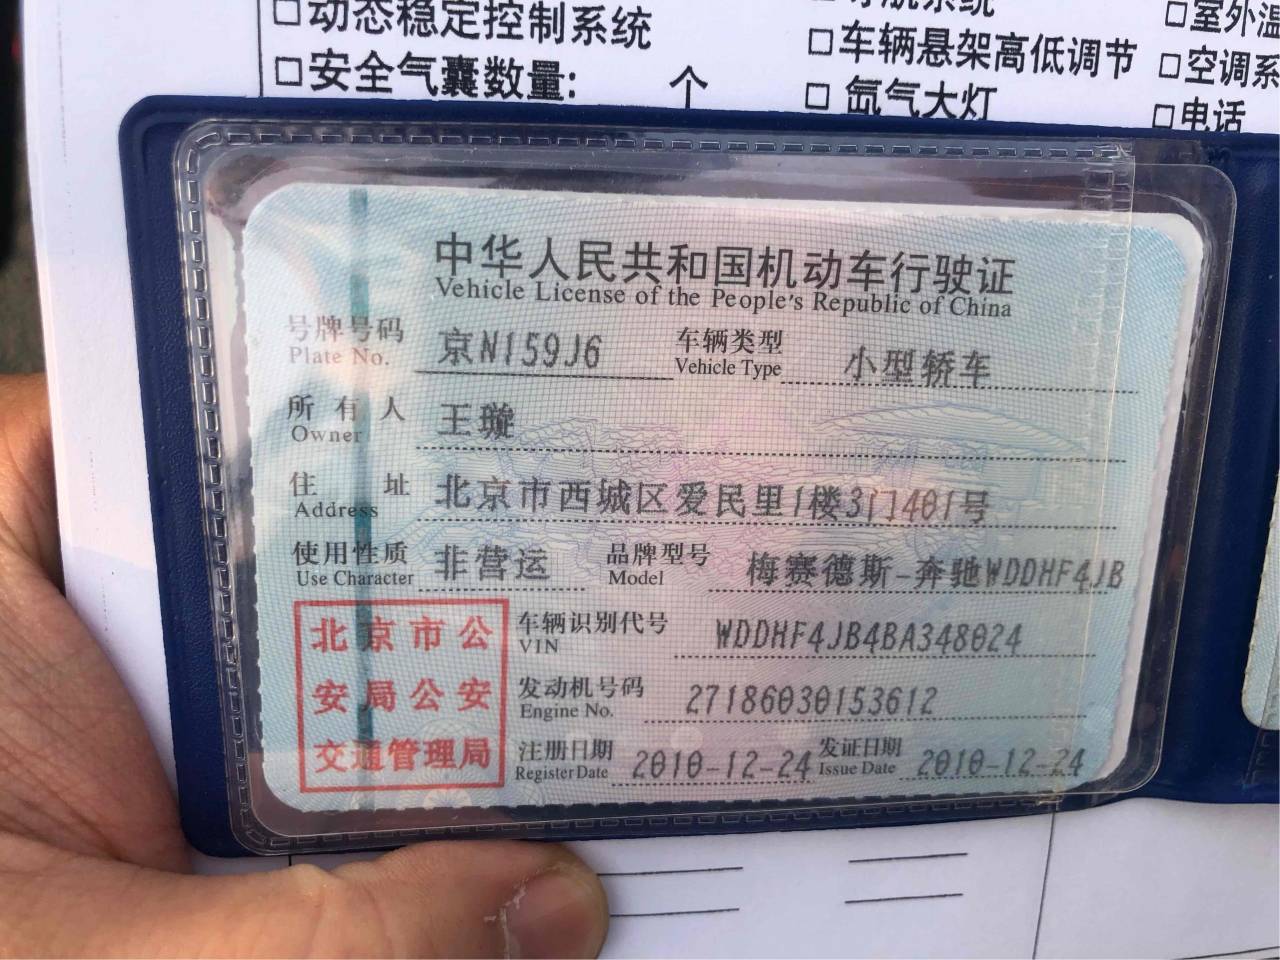 □动态稳定控制系统
□车辆悬架高低调节
□安全气囊数量: 个
□空调系
□氙气大灯
□电话
中华人民共和国机动车行驶证
Vehicle License of the People's Republic of China
号牌号码 京N159J6 车辆类型 小型轿车
Plate No. Vehicle Type
所有人 王璇
Owner
住址 北京市西城区爱民里1楼3门401号
Address
使用性质 非营运 品牌型号 梅赛德斯-奔驰WDDHF4JB
Use Character Model
北京市公
安局公安
交通管理局
车辆识别代号 WDDHF4JB4BA348024
VIN
发动机号码 27186030153612
Engine No.
注册日期 2010-12-24 发证日期 2010-12-24
Register Date Issue Date